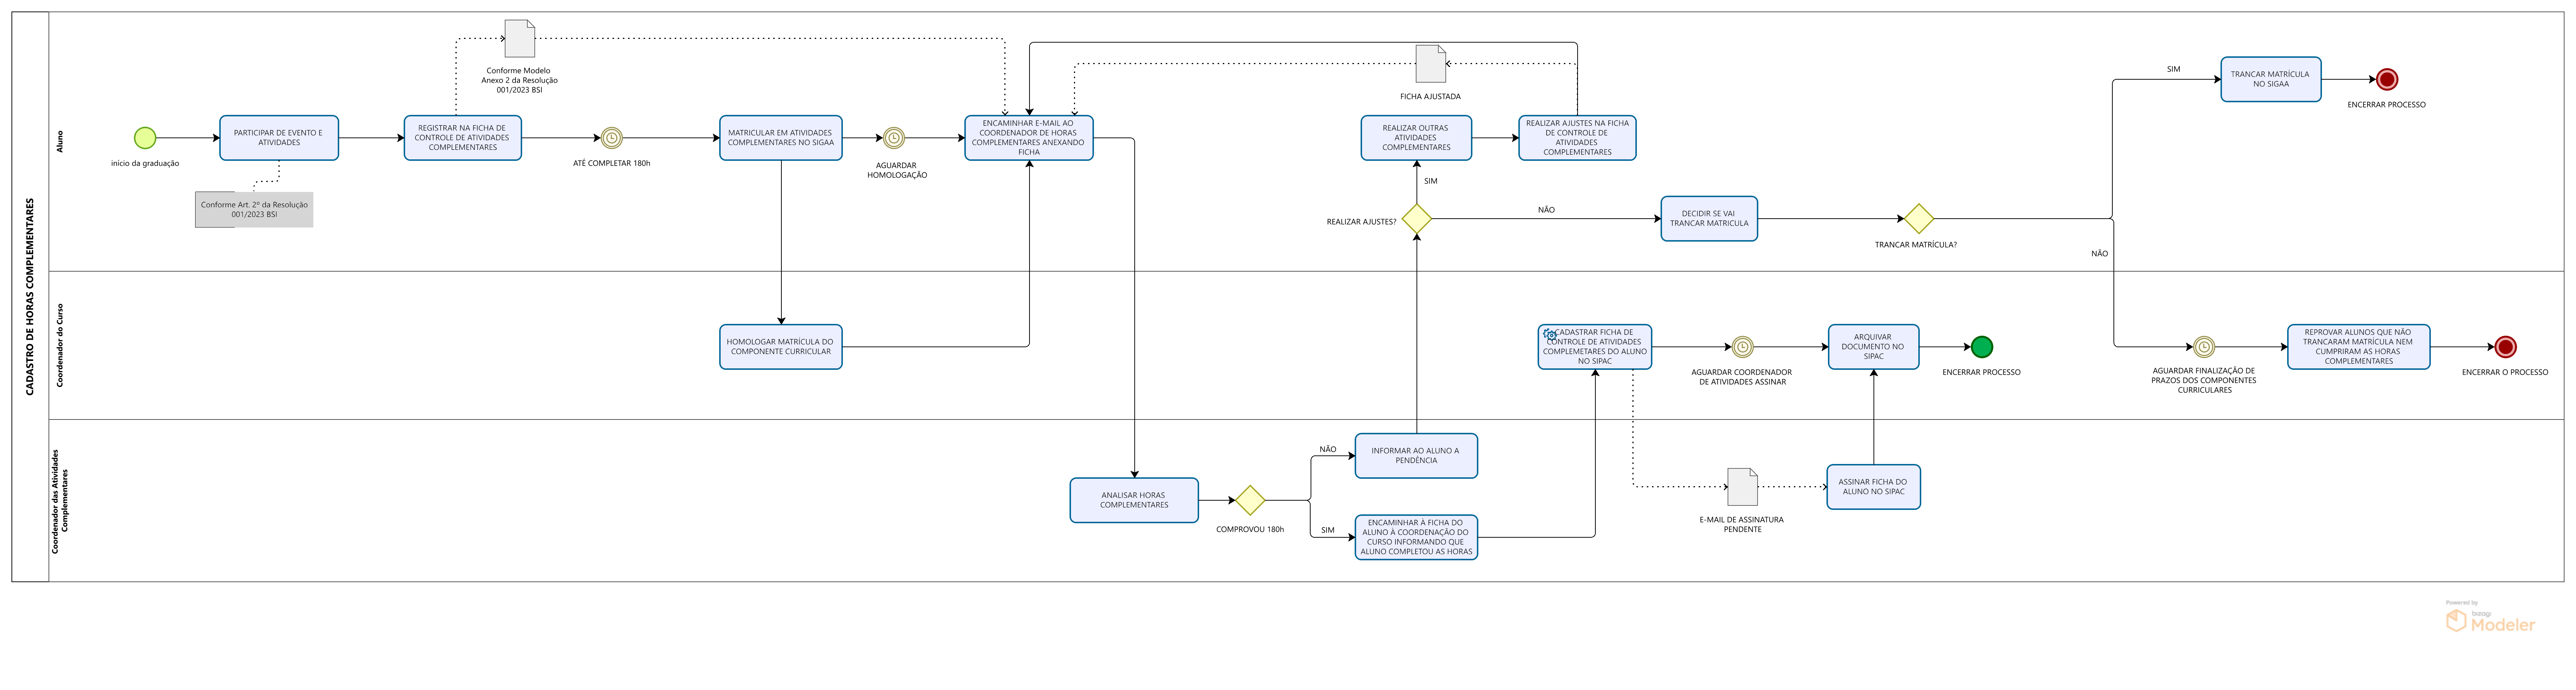 CADASTRO DE HORAS COMPLEMENTARES
Aluno
início da graduação
PARTICIPAR DE EVENTO E
ATIVIDADES
Conforme Art. 2º da Resolução
001/2023 BSI
REGISTRAR NA FICHA DE
CONTROLE DE ATIVIDADES
COMPLEMENTARES
Conforme Modelo
Anexo 2 da Resolução
001/2023 BSI
ATÉ COMPLETAR 180h
MATRICULAR EM ATIVIDADES
COMPLEMENTARES NO SIGAA
AGUARDAR
HOMOLOGAÇÃO
ENCAMINHAR E-MAIL AO
COORDENADOR DE HORAS
COMPLEMENTARES ANEXANDO
FICHA
FICHA AJUSTADA
REALIZAR OUTRAS
ATIVIDADES
COMPLEMENTARES
REALIZAR AJUSTES NA FICHA
DE CONTROLE DE
ATIVIDADES
COMPLEMENTARES
SIM
REALIZAR AJUSTES?
NÃO
DECIDIR SE VAI
TRANCAR MATRICULA
TRANCAR MATRÍCULA?
SIM
TRANCAR MATRÍCULA
NO SIGAA
ENCERRAR PROCESSO
NÃO
Coordenador do Curso
HOMOLOGAR MATRÍCULA DO
COMPONENTE CURRICULAR
CADASTRAR FICHA DE
CONTROLE DE ATIVIDADES
COMPLEMETARES DO ALUNO
NO SIPAC
AGUARDAR COORDENADOR
DE ATIVIDADES ASSINAR
ARQUIVAR
DOCUMENTO NO
SIPAC
ENCERRAR PROCESSO
AGUARDAR FINALIZAÇÃO DE
PRAZOS DOS COMPONENTES
CURRICULARES
REPROVAR ALUNOS QUE NÃO
TRANCARAM MATRÍCULA NEM
CUMPRIRAM AS HORAS
COMPLEMENTARES
ENCERRAR O PROCESSO
Coordenador das Atividades
Complementares
ANALISAR HORAS
COMPLEMENTARES
COMPROVOU 180h
NÃO
INFORMAR AO ALUNO A
PENDÊNCIA
SIM
ENCAMINHAR À FICHA DO
ALUNO À COORDENAÇÃO DO
CURSO INFORMANDO QUE
ALUNO COMPLETOU AS HORAS
E-MAIL DE ASSINATURA
PENDENTE
ASSINAR FICHA DO
ALUNO NO SIPAC
Powered by
bizagi
Modeler